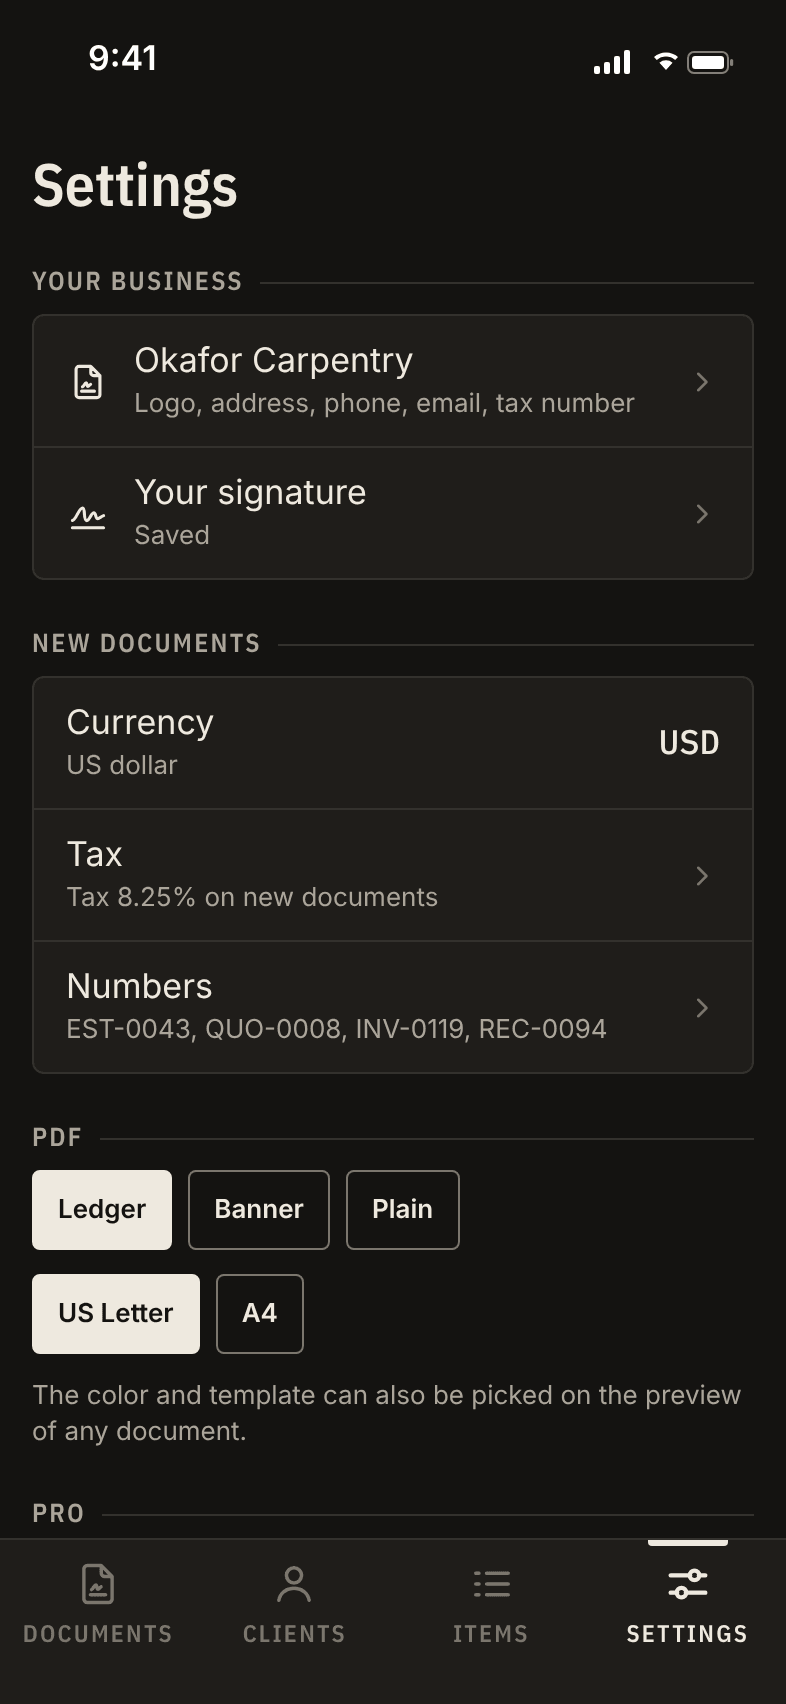 9:41
Settings
YOUR BUSINESS
Okafor Carpentry
Logo, address, phone, email, tax number
Your signature
Saved
NEW DOCUMENTS
Currency
US dollar
USD
Tax
Tax 8.25% on new documents
Numbers
EST-0043, QUO-0008, INV-0119, REC-0094
PDF
Ledger Banner Plain
US Letter A4
The color and template can also be picked on the preview
of any document.
PRO
DOCUMENTS CLIENTS ITEMS SETTINGS